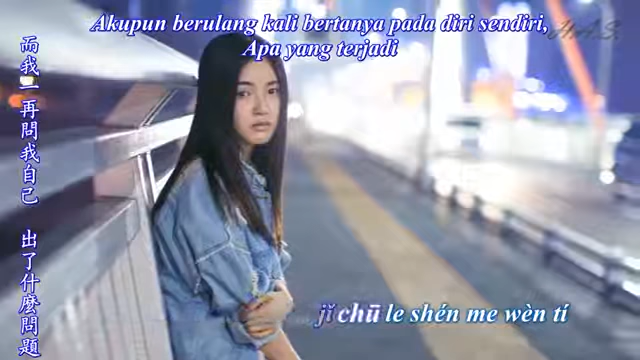 Akupun berulang kali bertanya pada diri sendiri,
Apa yang terjadi
H.A.S.
而我一再問我自己 出了什麼問題
jǐ chū le shén me wèn tí